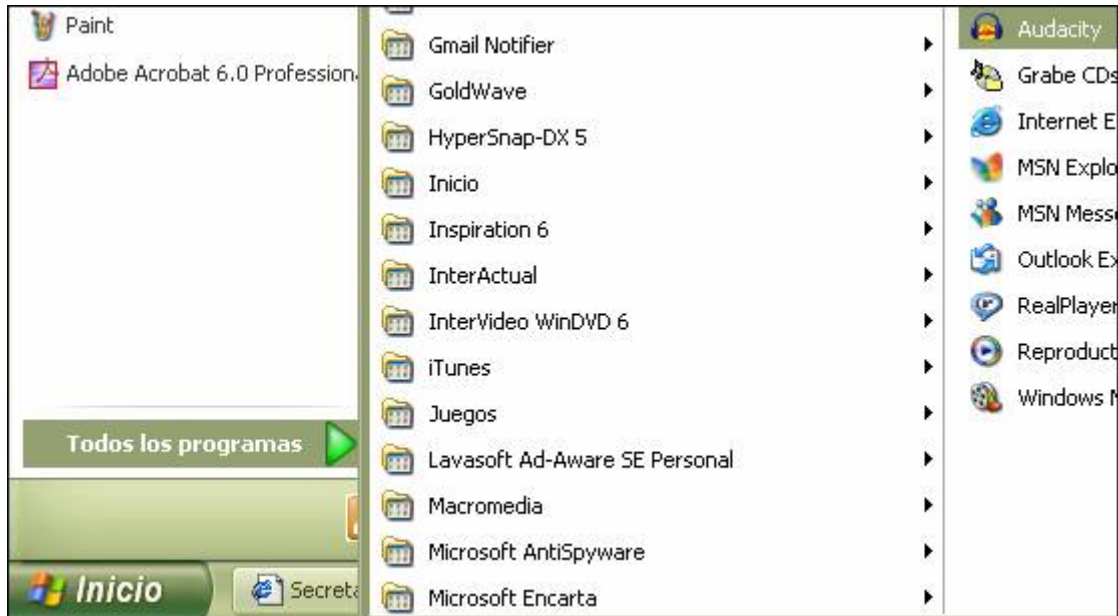 Paint
Adobe Acrobat 6.0 Profession
Todos los programas
Inicio
Secreta
Gmail Notifier
GoldWave
HyperSnap-DX 5
Inicio
Inspiration 6
InterActual
InterVideo WinDVD 6
iTunes
Juegos
Lavasoft Ad-Aware SE Personal
Macromedia
Microsoft AntiSpyware
Microsoft Encarta
Audacity
Grabe CDs
Internet E
MSN Explo
MSN Mess
Outlook Ex
RealPlayer
Reproduct
Windows M